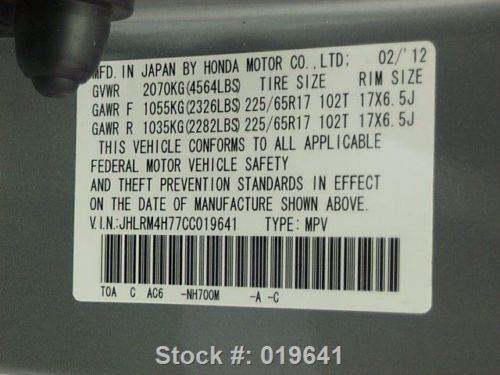 MFD. IN JAPAN BY HONDA MOTOR CO.,LTD; 02/'12
GVWR 2070KG(4564LBS) TIRE SIZE RIM SIZE
GAWR F 1055KG(2326LBS) 225/65R17 102T 17X6.5J
GAWR R 1035KG(2282LBS) 225/65R17 102T 17X6.5J
THIS VEHICLE CONFORMS TO ALL APPLICABLE
FEDERAL MOTOR VEHICLE SAFETY
AND THEFT PREVENTION STANDARDS IN EFFECT
ON THE DATE OF MANUFACTURE SHOWN ABOVE.
V.I.N:JHLRM4H77CC019641 TYPE: MPV
TOA C AC6 -NH700M -A -C
Stock #: 019641